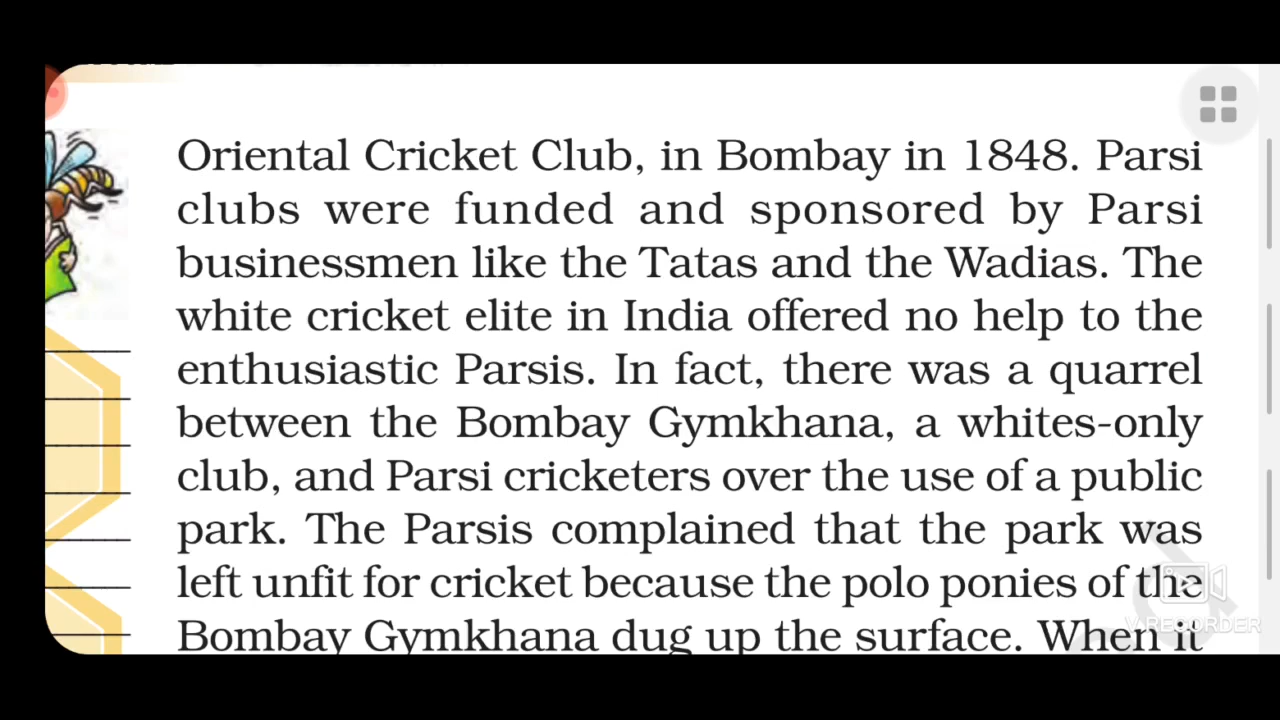 Oriental Cricket Club, in Bombay in 1848. Parsi
clubs were funded and sponsored by Parsi
businessmen like the Tatas and the Wadias. The
white cricket elite in India offered no help to the
enthusiastic Parsis. In fact, there was a quarrel
between the Bombay Gymkhana, a whites-only
club, and Parsi cricketers over the use of a public
park. The Parsis complained that the park was
left unfit for cricket because the polo ponies of the
Bombay Gymkhana dug up the surface. When it
V RECORDER